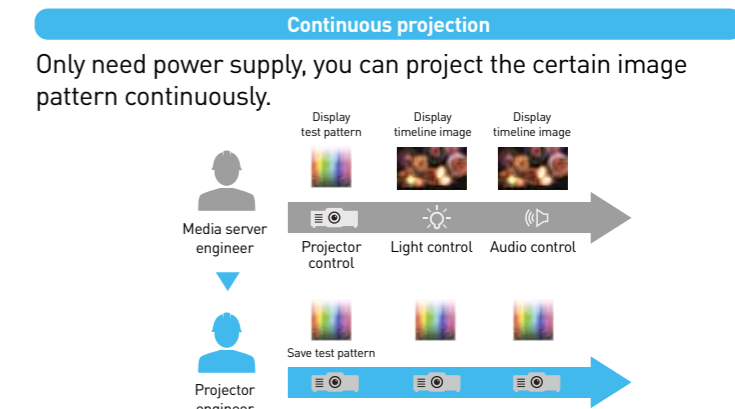 Continuous projection
Only need power supply, you can project the certain image
pattern continuously.
Display
test pattern
Display
timeline image
Display
timeline image
Media server
engineer
Projector
control
Light control
Audio control
Save test pattern
Projector
engineer